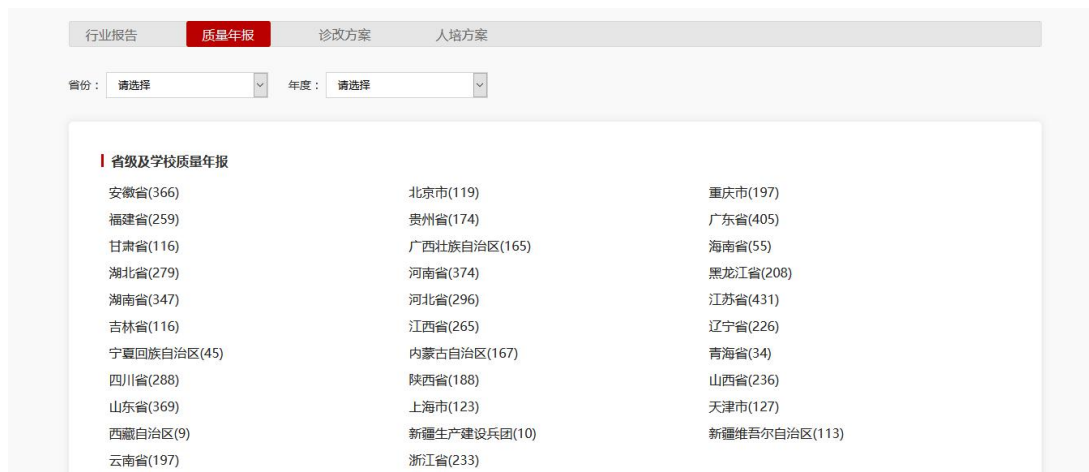 行业报告 质量年报 诊改方案 人培方案
省份： 请选择 年度： 请选择
省级及学校质量年报
安徽省(366) 北京市(119) 重庆市(197)
福建省(259) 贵州省(174) 广东省(405)
甘肃省(116) 广西壮族自治区(165) 海南省(55)
湖北省(279) 河南省(374) 黑龙江省(208)
湖南省(347) 河北省(296) 江苏省(431)
吉林省(116) 江西省(265) 辽宁省(226)
宁夏回族自治区(45) 内蒙古自治区(167) 青海省(34)
四川省(288) 陕西省(188) 山西省(236)
山东省(369) 上海市(123) 天津市(127)
西藏自治区(9) 新疆生产建设兵团(10) 新疆维吾尔自治区(113)
云南省(197) 浙江省(233)